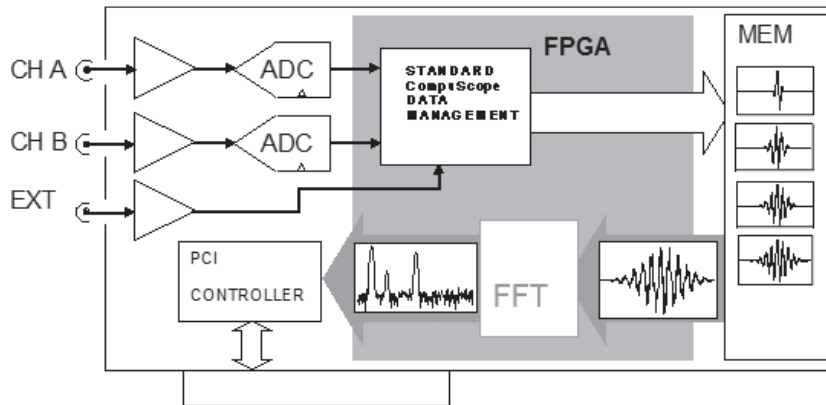 CH A
ADC
STANDARD
CompuScope
DATA
MANAGEMENT
FPGA
MEM
CH B
ADC
EXT
PCI
CONTROLLER
FFT